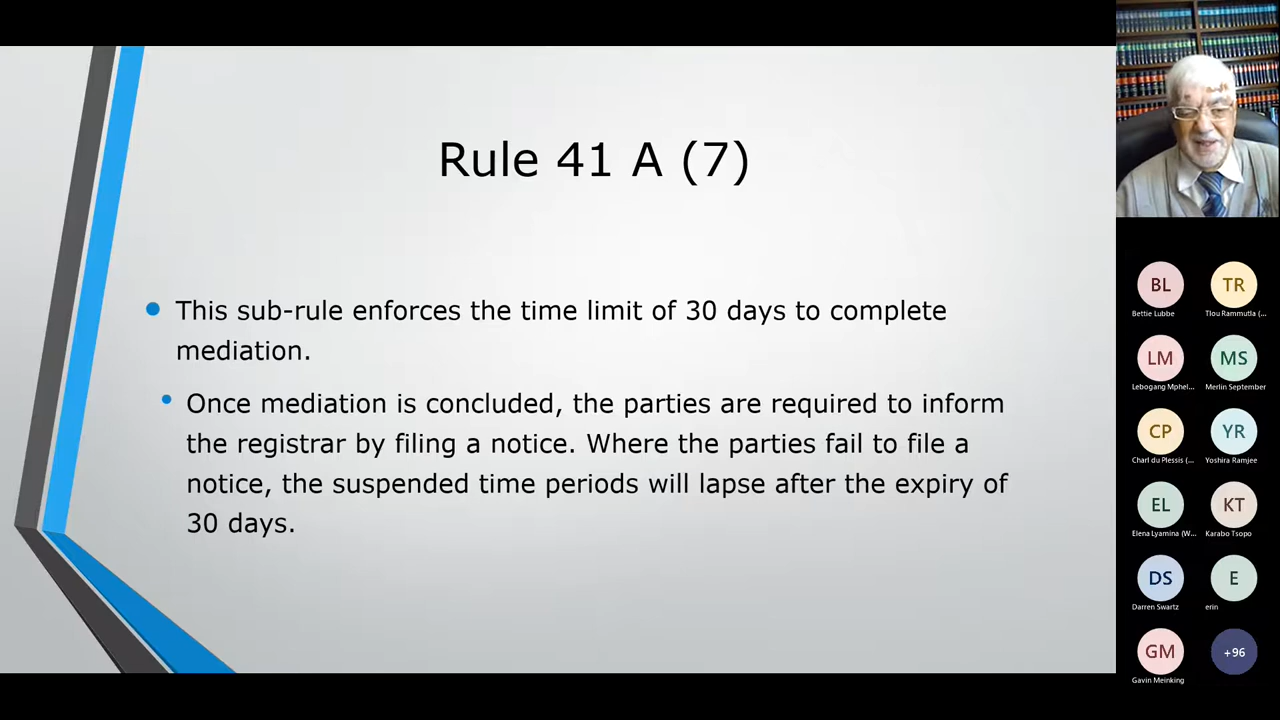 Rule 41 A (7)
This sub-rule enforces the time limit of 30 days to complete
mediation.
Once mediation is concluded, the parties are required to inform
the registrar by filing a notice. Where the parties fail to file a
notice, the suspended time periods will lapse after the expiry of
30 days.
BL
Bettie Lubbe
TR
Tlou Rammutla (...
LM
Lebogang Mphel...
MS
Merlin September
CP
Charl du Plessis (...
YR
Yoshira Ramjee
EL
Elena Lyamina (W...
KT
Karabo Tsopo
DS
Darren Swartz
E
erin
GM
Gavin Meinking
+96